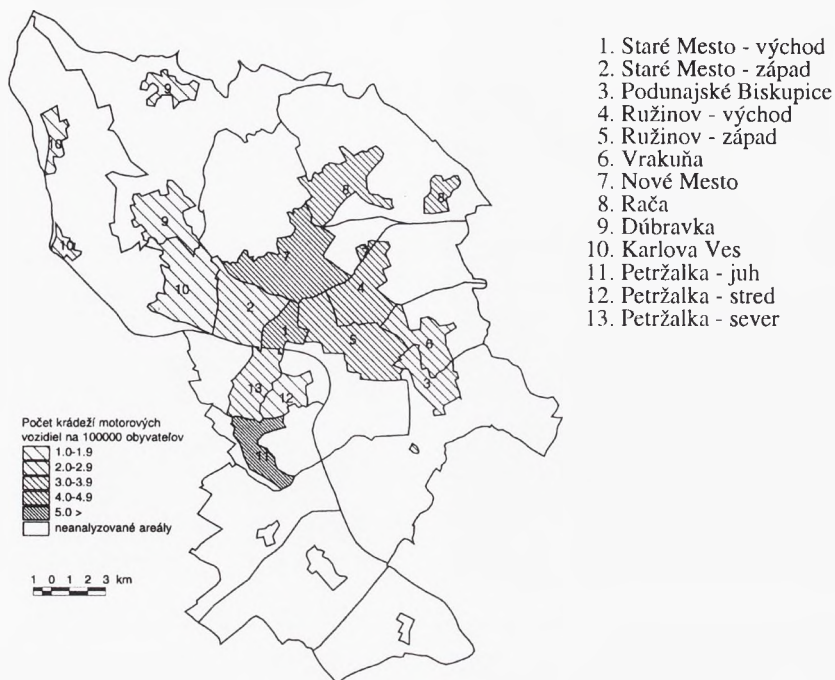 1. Staré Mesto - východ
2. Staré Mesto - západ
3. Podunajské Biskupice
4. Ružinov - východ
5. Ružinov - západ
6. Vrakuňa
7. Nové Mesto
8. Rača
9. Dúbravka
10. Karlova Ves
11. Petržalka - juh
12. Petržalka - stred
13. Petržalka - sever
9
10
8
8
9
7
10
10
2
4
1
5
6
3
13
12
11
Počet krádeží motorových
vozidiel na 100000 obyvateľov
1.0-1.9
2.0-2.9
3.0-3.9
4.0-4.9
5.0 >
neanalyzované areály
1 0 1 2 3 km